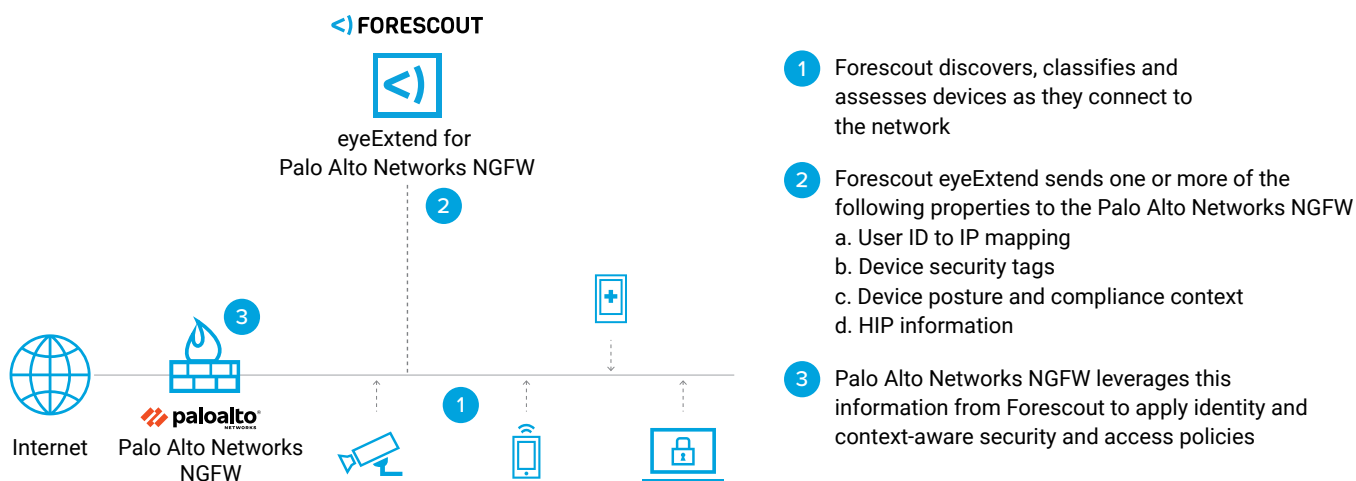 <) FORESCOUT
<)
eyeExtend for
Palo Alto Networks NGFW
2
3
1
Internet
paloalto®
NETWORKS
Palo Alto Networks
NGFW
1 Forescout discovers, classifies and
assesses devices as they connect to
the network
2 Forescout eyeExtend sends one or more of the
following properties to the Palo Alto Networks NGFW
a. User ID to IP mapping
b. Device security tags
c. Device posture and compliance context
d. HIP information
3 Palo Alto Networks NGFW leverages this
information from Forescout to apply identity and
context-aware security and access policies